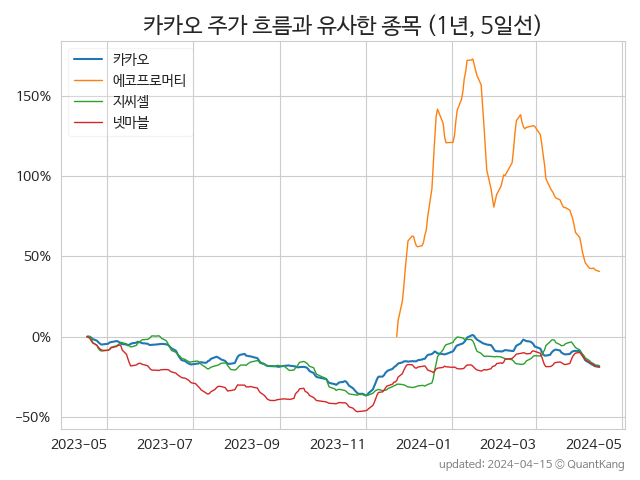 카카오 주가 흐름과 유사한 종목 (1년, 5일선)
카카오
에코프로머티
지씨셀
넷마블
150%
100%
50%
0%
−50%
2023-05 2023-07 2023-09 2023-11 2024-01 2024-03 2024-05
updated: 2024-04-15 © QuantKang